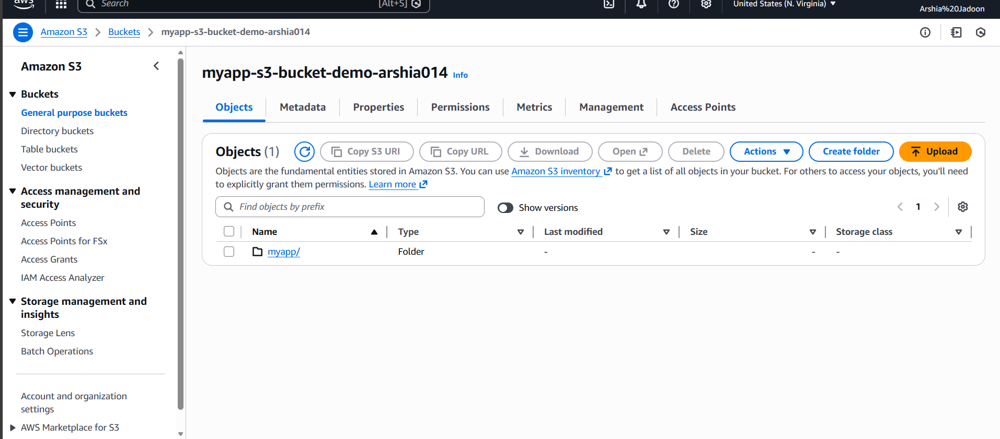 aws
Search
[Alt+S]
United States (N. Virginia)
Arshia%20Jadoon
Amazon S3
Buckets
myapp-s3-bucket-demo-arshia014
Amazon S3
Buckets
General purpose buckets
Directory buckets
Table buckets
Vector buckets
Access management and
security
Access Points
Access Points for FSx
Access Grants
IAM Access Analyzer
Storage management and
insights
Storage Lens
Batch Operations
Account and organization
settings
AWS Marketplace for S3
myapp-s3-bucket-demo-arshia014 Info
Objects Metadata Properties Permissions Metrics Management Access Points
Objects (1) Copy S3 URI Copy URL Download Open Delete Actions Create folder Upload
Objects are the fundamental entities stored in Amazon S3. You can use Amazon S3 inventory to get a list of all objects in your bucket. For others to access your objects, you'll need
to explicitly grant them permissions. Learn more
Find objects by prefix Show versions 1
Name Type Last modified Size Storage class
myapp/ Folder - - -